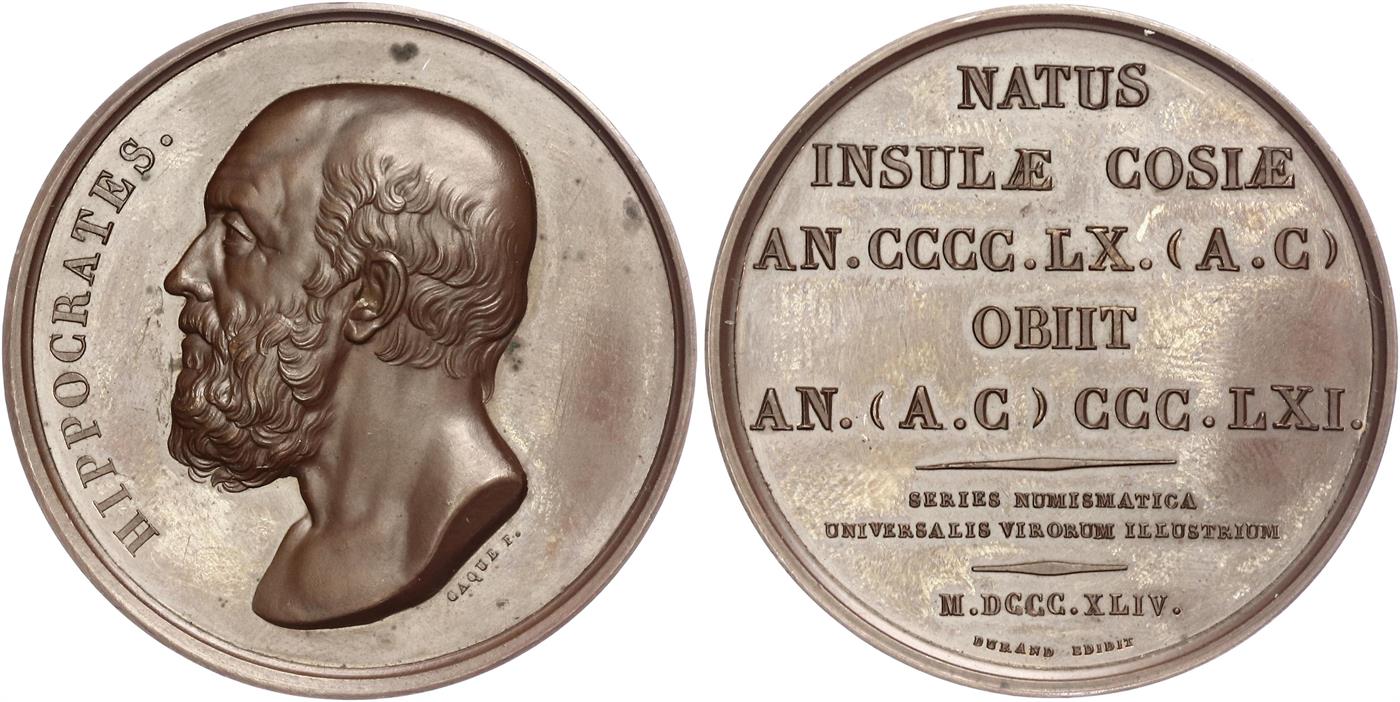 HIPPOCRATES.
CAQUE F.
NATUS
INSULÆ COSIÆ
AN.CCCC.LX.(A.C)
OBIIT
AN.(A.C)CCC.LXI.
SERIES NUMISMATICA
UNIVERSALIS VIRORUM ILLUSTRIUM
M.DCCC.XLIV.
DURAND EDIDIT